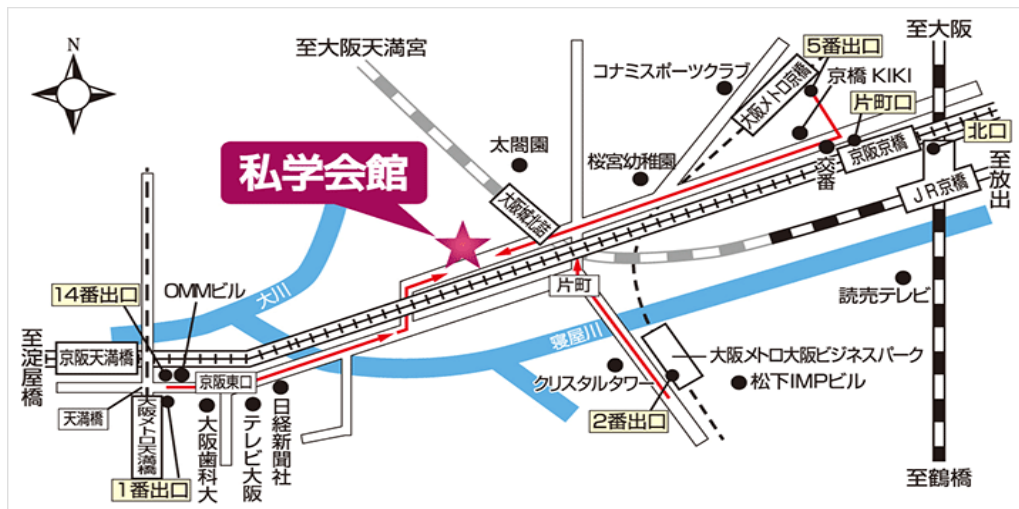 N
至大阪天満宮
至大阪
5番出口
コナミスポーツクラブ
京橋 KIKI
大阪メトロ京橋
片町口
北口
太閤園
私学会館
桜宮幼稚園
交番
京阪京橋
至放出
JR京橋
大阪城北詰
14番出口
OMMビル
大川
片町
読売テレビ
寝屋川
至淀屋橋
京阪天満橋
京阪東口
大阪メトロ大阪ビジネスパーク
クリスタルタワー
松下IMPビル
天満橋
2番出口
大阪メトロ天満橋
大阪歯科大
テレビ大阪
日経新聞社
1番出口
至鶴橋